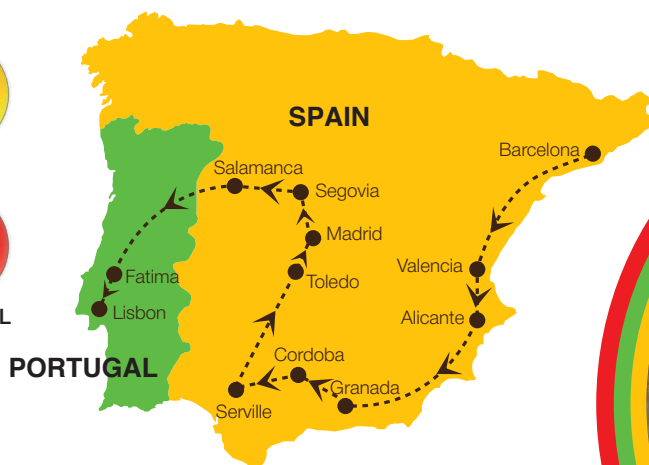 SPAIN
Barcelona
Salamanca
Segovia
Madrid
Valencia
Fatima
Toledo
Lisbon
L
Alicante
PORTUGAL
Cordoba
Granada
Serville